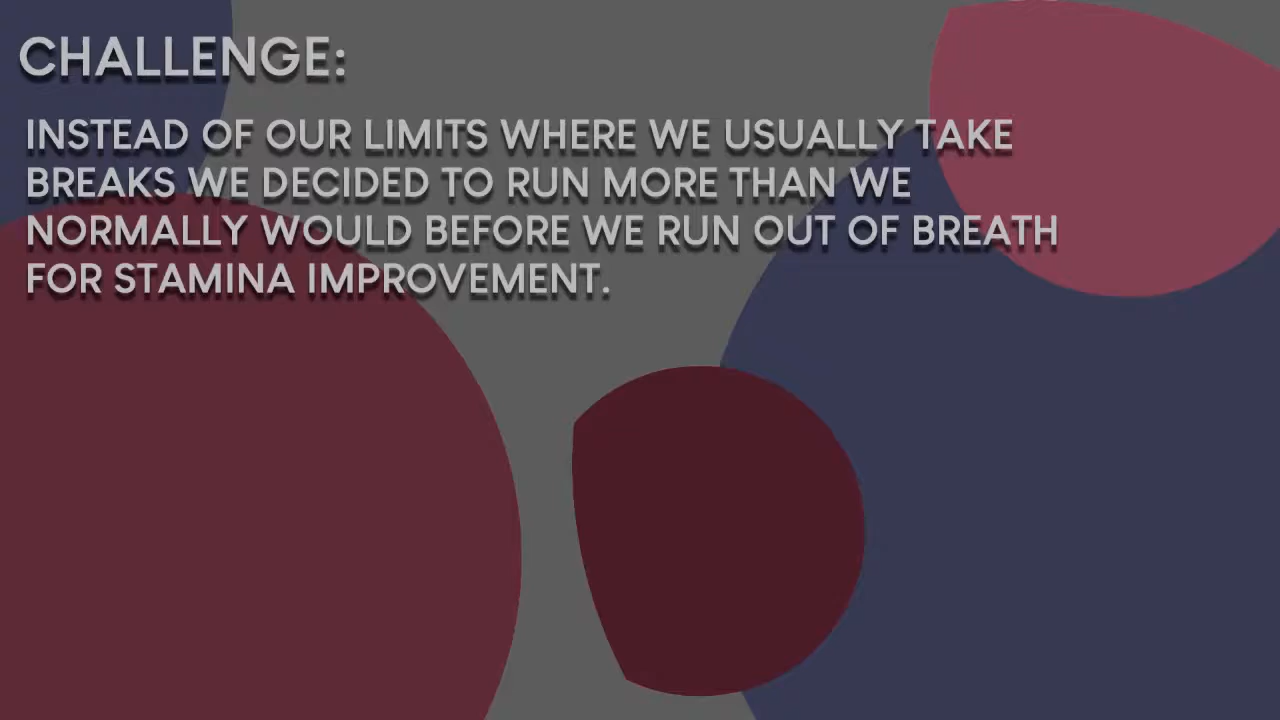 CHALLENGE:
INSTEAD OF OUR LIMITS WHERE WE USUALLY TAKE
BREAKS WE DECIDED TO RUN MORE THAN WE
NORMALLY WOULD BEFORE WE RUN OUT OF BREATH
FOR STAMINA IMPROVEMENT.